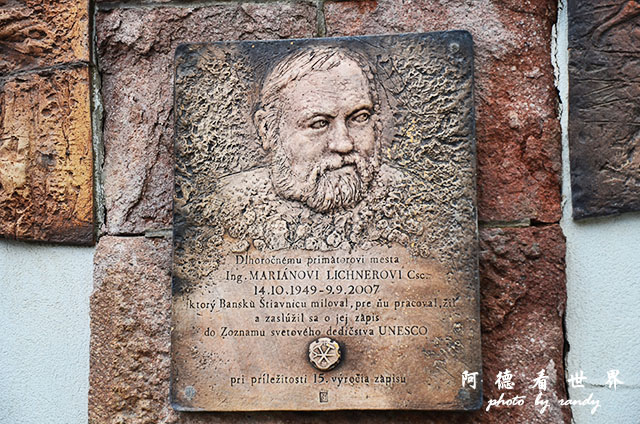 Dlhoročnému primátorovi mesta
Ing. MARIÁNOVI LICHNEROVI Csc.
14.10.1949-9.9.2007
ktorý Banskú Štiavnicu miloval, pre ňu pracoval, žil
a zaslúžil sa o jej zápis
do Zoznamu svetového dedičstva UNESCO
pri príležitosti 15. výročia zápisu
阿德看世界
photo by randy